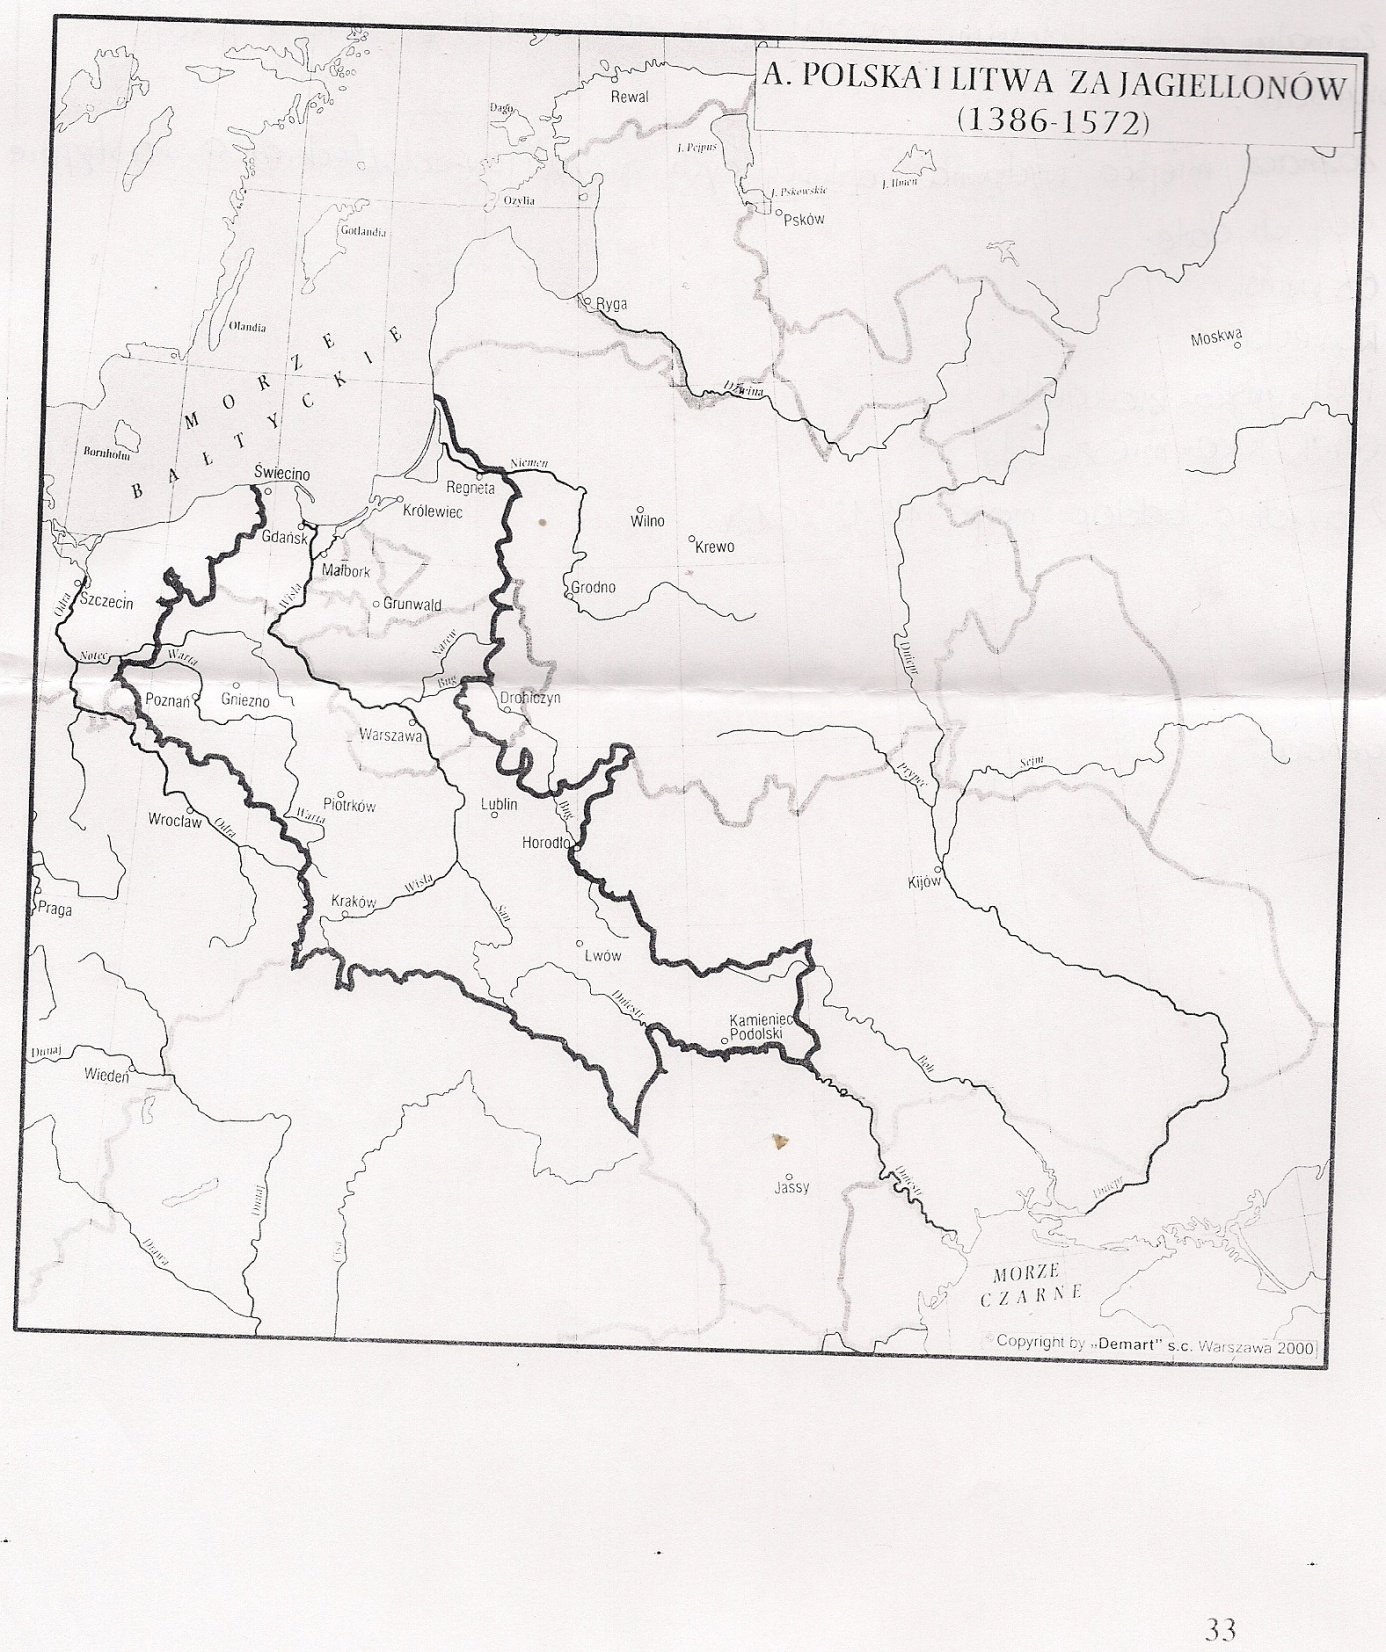 A. POLSKA I LITWA ZA JAGIELLONÓW
(1386-1572)
Rewal
Dago
J. Pejpus
J. Pskowskie
J. Ilmen
Ozylia
Psków
Gotlandia
Ryga
Olandia
Moskwa
MORZE
BAŁTYCKIE
Dźwina
Bornholm
Świecino
Niemen
Regneta
Królewiec
Wilno
Gdańsk
Krewo
Malbork
Grodno
Szczecin
Odra
Wisła
Grunwald
Narew
Dniepr
Noteć
Warta
Bug
Poznań
Gniezno
Drohiczyn
Warszawa
Sejm
Prypeć
Piotrków
Lublin
Warta
Bug
Wrocław
Odra
Horodło
Kijów
Wisła
Kraków
San
Praga
Lwów
Dniestr
Kamieniec
Podolski
Dunaj
Wiedeń
Boh
Jassy
Dniestr
Dniepr
Dunaj
Drawa
Cisa
MORZE
CZARNE
Copyright by „Demart” s.c. Warszawa 2000
33